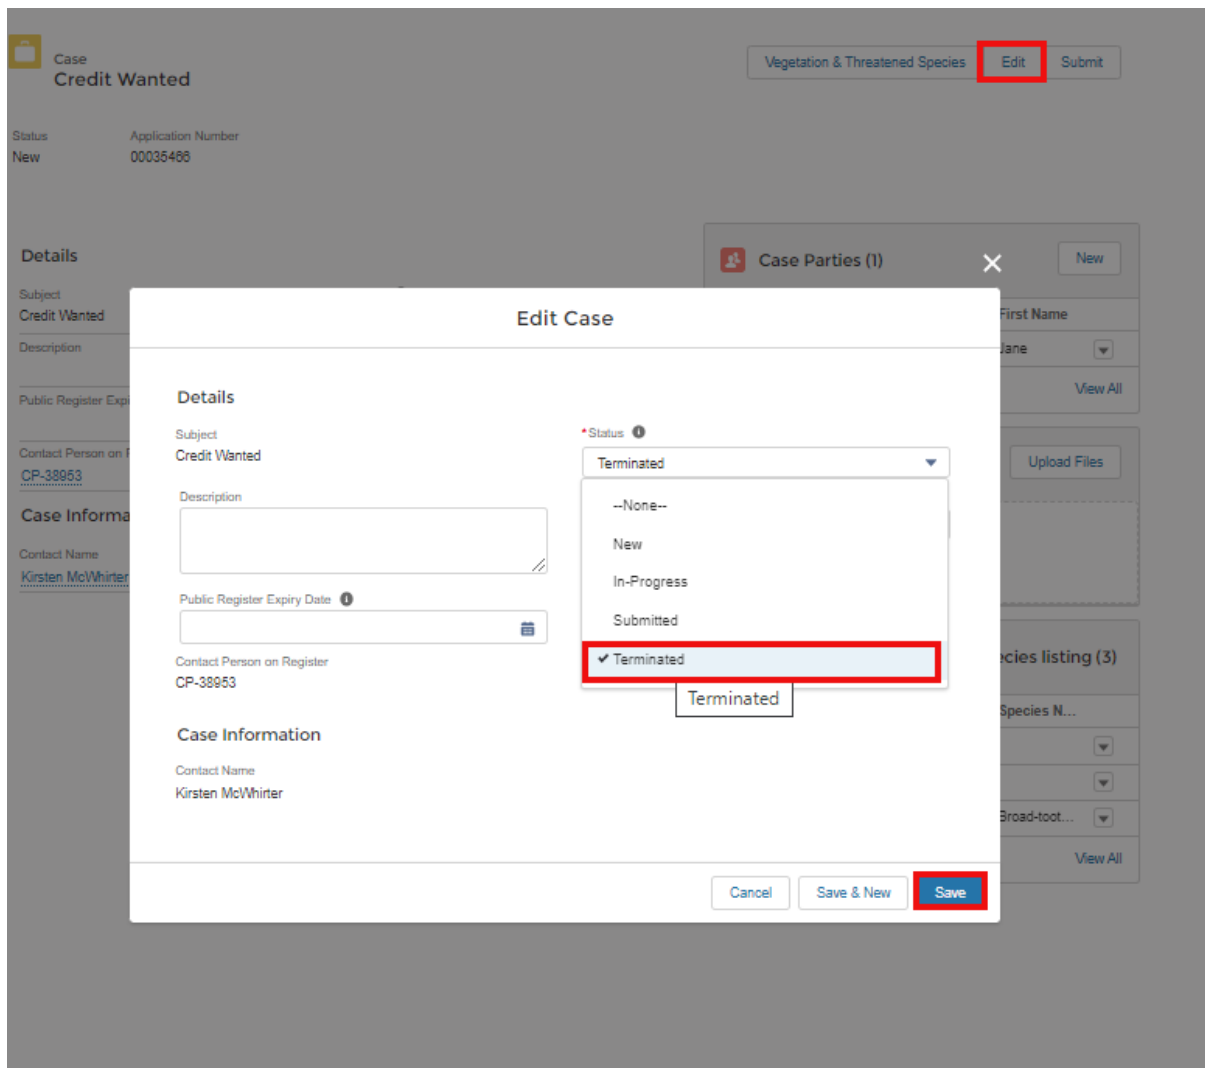 Case
Credit Wanted
Vegetation & Threatened Species
Edit
Submit
Status
Application Number
New
00035466
Details
Subject
Credit Wanted
Description
Public Register Expi
Contact Person on
CP-38953
Case Informa
Contact Name
Kirsten McWhirter
Case Parties (1)
New
First Name
Jane
View All
Upload Files
ecies listing (3)
Species N...
Broad-toot...
View All
Edit Case
Details
Subject
Credit Wanted
*Status
Terminated
--None--
New
In-Progress
Submitted
Terminated
Terminated
Description
Public Register Expiry Date
Contact Person on Register
CP-38953
Case Information
Contact Name
Kirsten McWhirter
Cancel
Save & New
Save